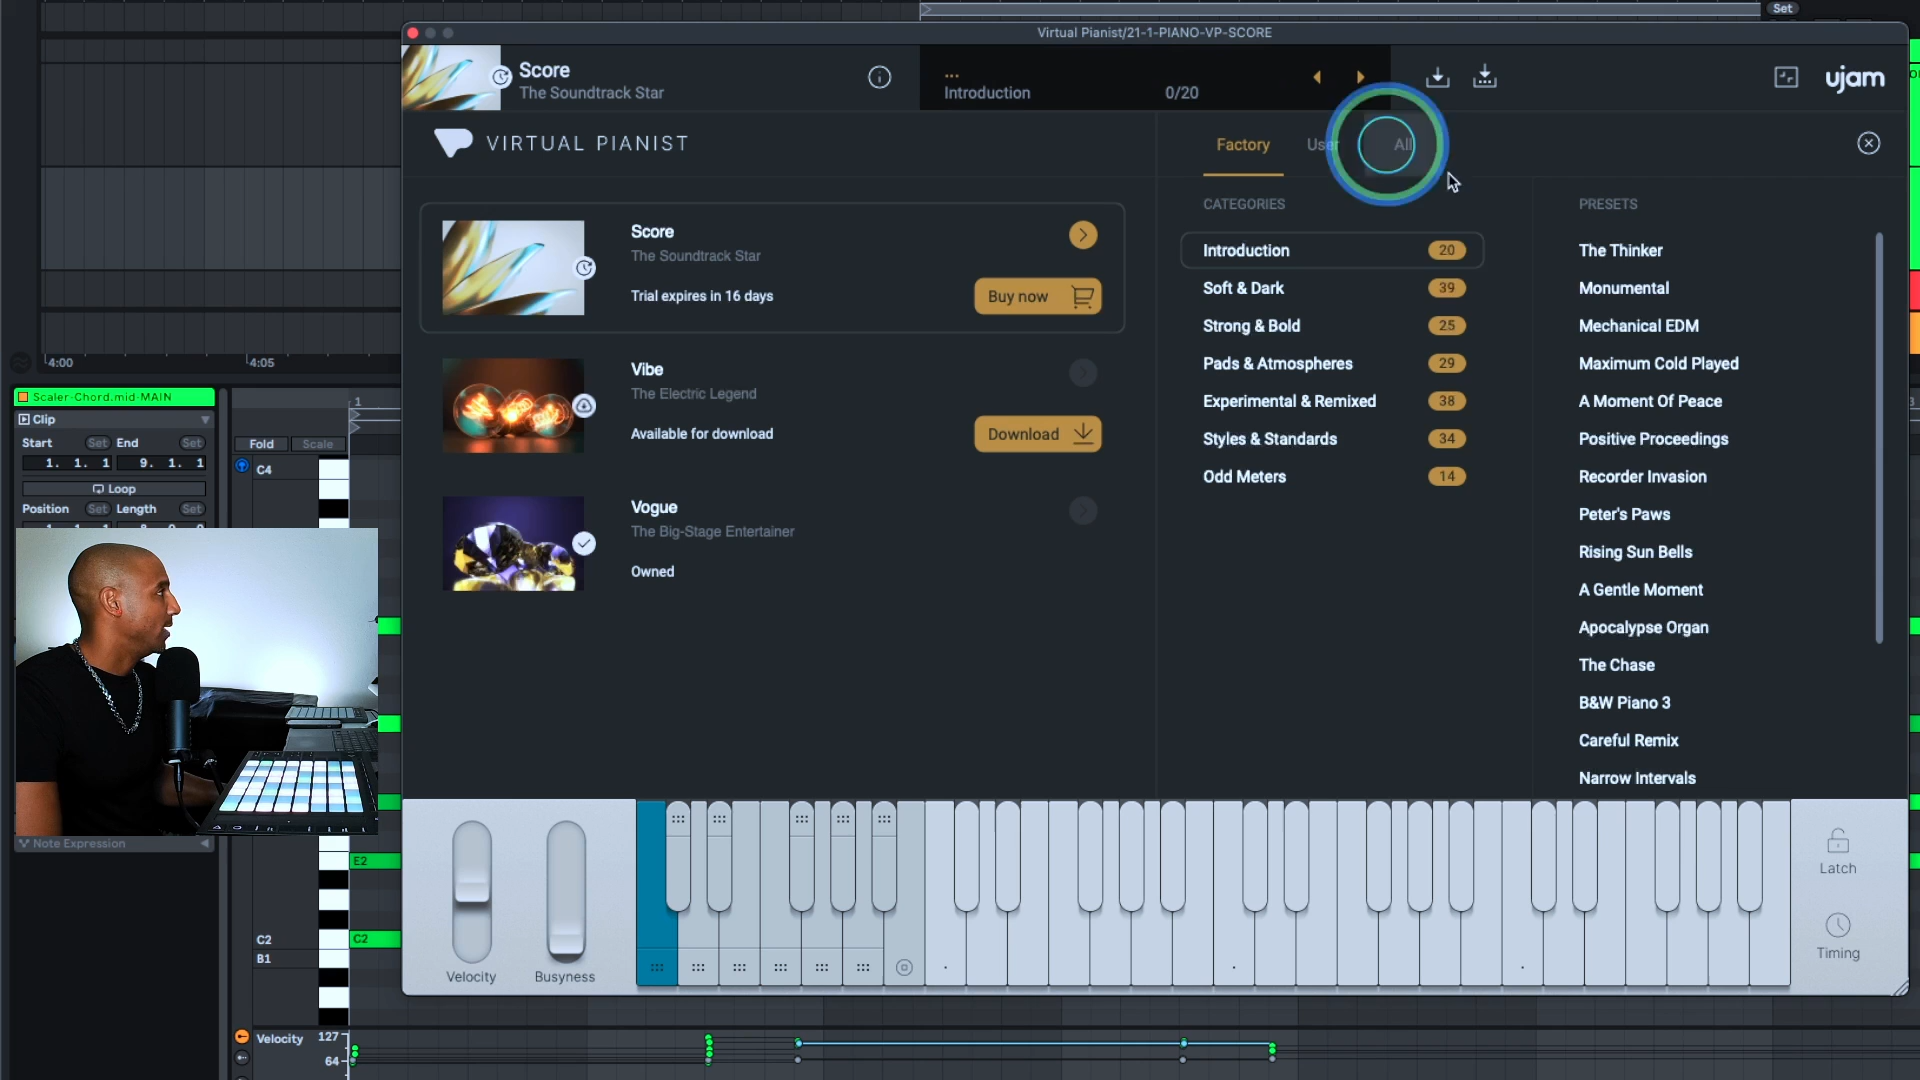 Set
Virtual Pianist/21-1-PIANO-VP-SCORE
Score
The Soundtrack Star
...
Introduction
0/20
ujam
VIRTUAL PIANIST
Factory
User
All
CATEGORIES
PRESETS
Score
The Soundtrack Star
Trial expires in 16 days
Buy now
Vibe
The Electric Legend
Available for download
Download
Vogue
The Big-Stage Entertainer
Owned
Introduction 20
Soft & Dark 39
Strong & Bold 25
Pads & Atmospheres 29
Experimental & Remixed 38
Styles & Standards 34
Odd Meters 14
The Thinker
Monumental
Mechanical EDM
Maximum Cold Played
A Moment Of Peace
Positive Proceedings
Recorder Invasion
Peter's Paws
Rising Sun Bells
A Gentle Moment
Apocalypse Organ
The Chase
B&W Piano 3
Careful Remix
Narrow Intervals
4:00
4:05
Scaler-Chord.mid-MAIN
Clip
Start Set End Set
1. 1. 1 9. 1. 1
Loop
Position Set Length Set
1
Fold Scale
C4
Note Expression
E2
C2
C2
B1
Velocity
Busyness
Latch
Timing
Velocity 127
64